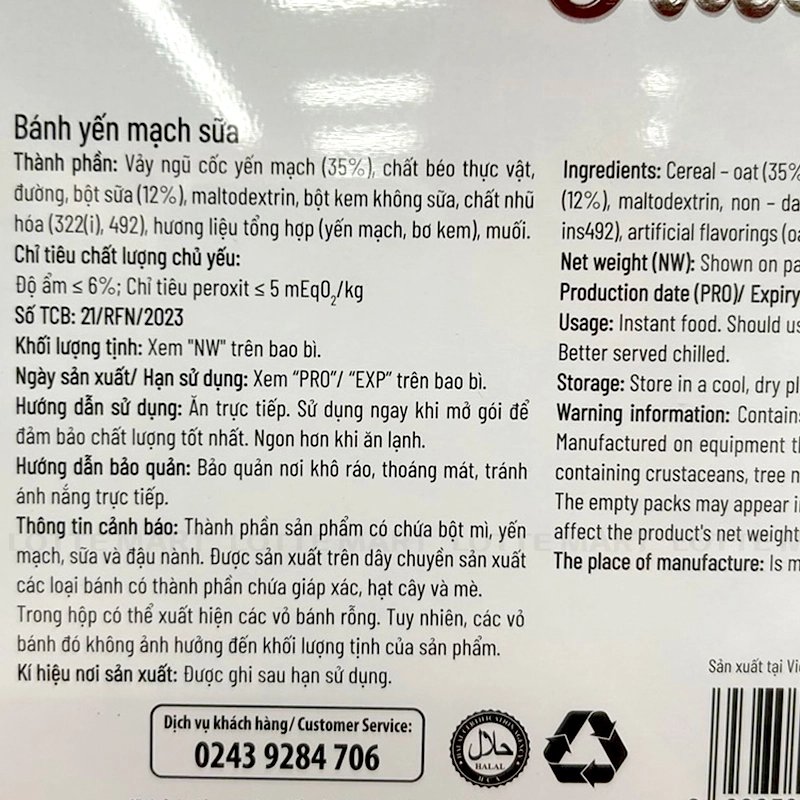 Bánh yến mạch sữa
Thành phần: Vảy ngũ cốc yến mạch (35%), chất béo thực vật,
đường, bột sữa (12%), maltodextrin, bột kem không sữa, chất nhũ
hóa (322(i), 492), hương liệu tổng hợp (yến mạch, bơ kem), muối.
Chỉ tiêu chất lượng chủ yếu:
Độ ẩm ≤ 6%; Chỉ tiêu peroxit ≤ 5 mEqO₂/kg
Số TCB: 21/RFN/2023
Khối lượng tịnh: Xem "NW" trên bao bì.
Ngày sản xuất/ Hạn sử dụng: Xem “PRO”/ “EXP” trên bao bì.
Hướng dẫn sử dụng: Ăn trực tiếp. Sử dụng ngay khi mở gói để
đảm bảo chất lượng tốt nhất. Ngon hơn khi ăn lạnh.
Hướng dẫn bảo quản: Bảo quản nơi khô ráo, thoáng mát, tránh
ánh nắng trực tiếp.
Thông tin cảnh báo: Thành phần sản phẩm có chứa bột mì, yến
mạch, sữa và đậu nành. Được sản xuất trên dây chuyền sản xuất
các loại bánh có thành phần chứa giáp xác, hạt cây và mè.
Trong hộp có thể xuất hiện các vỏ bánh rỗng. Tuy nhiên, các vỏ
bánh đó không ảnh hưởng đến khối lượng tịnh của sản phẩm.
Kí hiệu nơi sản xuất: Được ghi sau hạn sử dụng.
Ingredients: Cereal – oat (35%
(12%), maltodextrin, non – da
ins492), artificial flavorings (oa
Net weight (NW): Shown on pa
Production date (PRO)/ Expiry
Usage: Instant food. Should us
Better served chilled.
Storage: Store in a cool, dry pl
Warning information: Contains
Manufactured on equipment th
containing crustaceans, tree n
The empty packs may appear i
affect the product's net weight
The place of manufacture: Is m
LOTTE MART LOTTE MART LOTTE MART LOTTE M
Sản xuất tại Vi
Dịch vụ khách hàng/ Customer Service:
0243 9284 706
HALAL CERTIFICATION AGENCY
حلال
HALAL
HCA